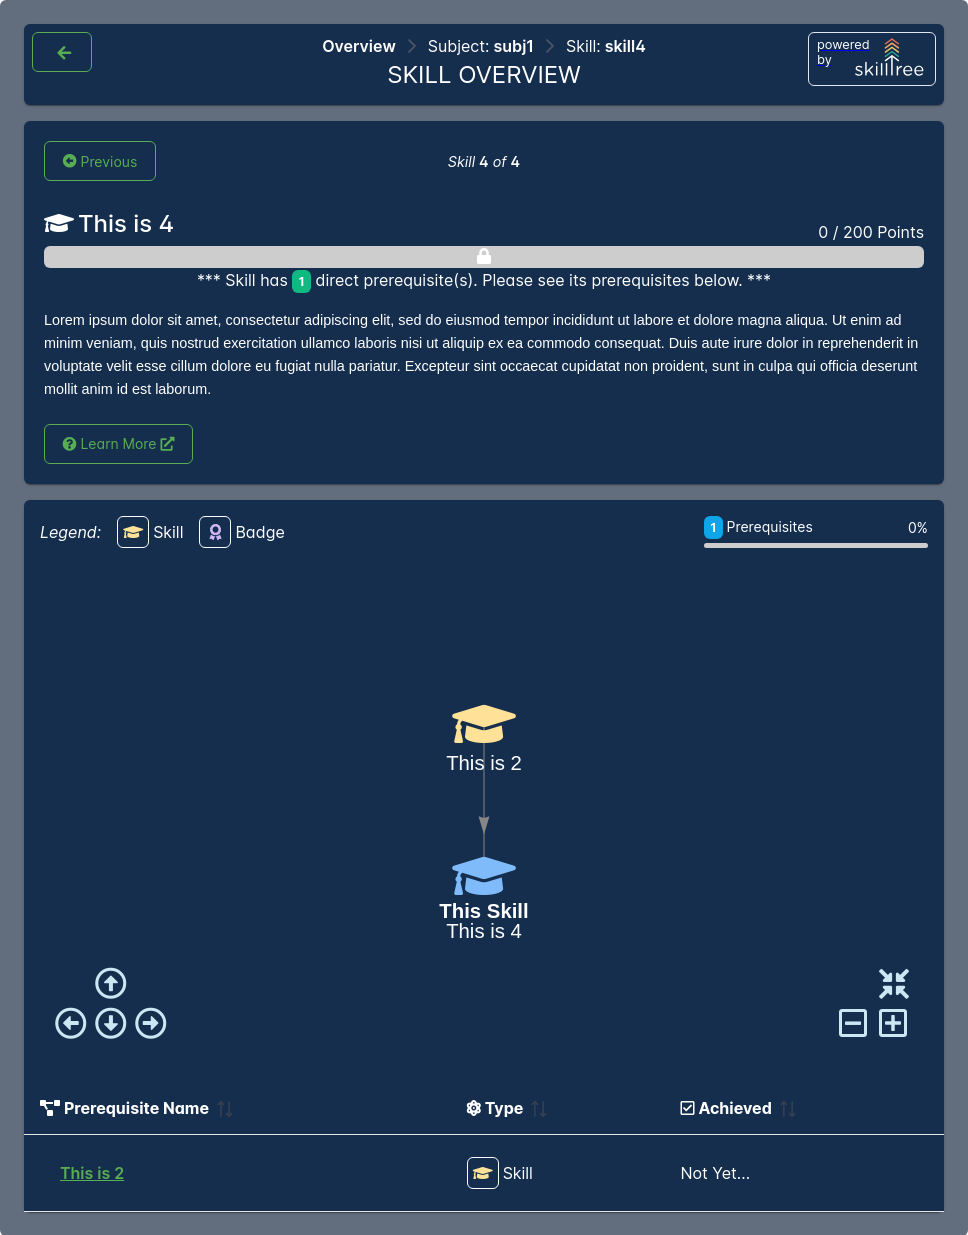 Overview > Subject: subj1 > Skill: skill4
SKILL OVERVIEW
powered
by
skilltree
Previous
Skill 4 of 4
This is 4
0 / 200 Points
*** Skill has 1 direct prerequisite(s). Please see its prerequisites below. ***
Lorem ipsum dolor sit amet, consectetur adipiscing elit, sed do eiusmod tempor incididunt ut labore et dolore magna aliqua. Ut enim ad
minim veniam, quis nostrud exercitation ullamco laboris nisi ut aliquip ex ea commodo consequat. Duis aute irure dolor in reprehenderit in
voluptate velit esse cillum dolore eu fugiat nulla pariatur. Excepteur sint occaecat cupidatat non proident, sunt in culpa qui officia deserunt
mollit anim id est laborum.
Learn More
Legend: Skill Badge
1 Prerequisites 0%
This is 2
This Skill
This is 4
Prerequisite Name Type Achieved
This is 2 Skill Not Yet...